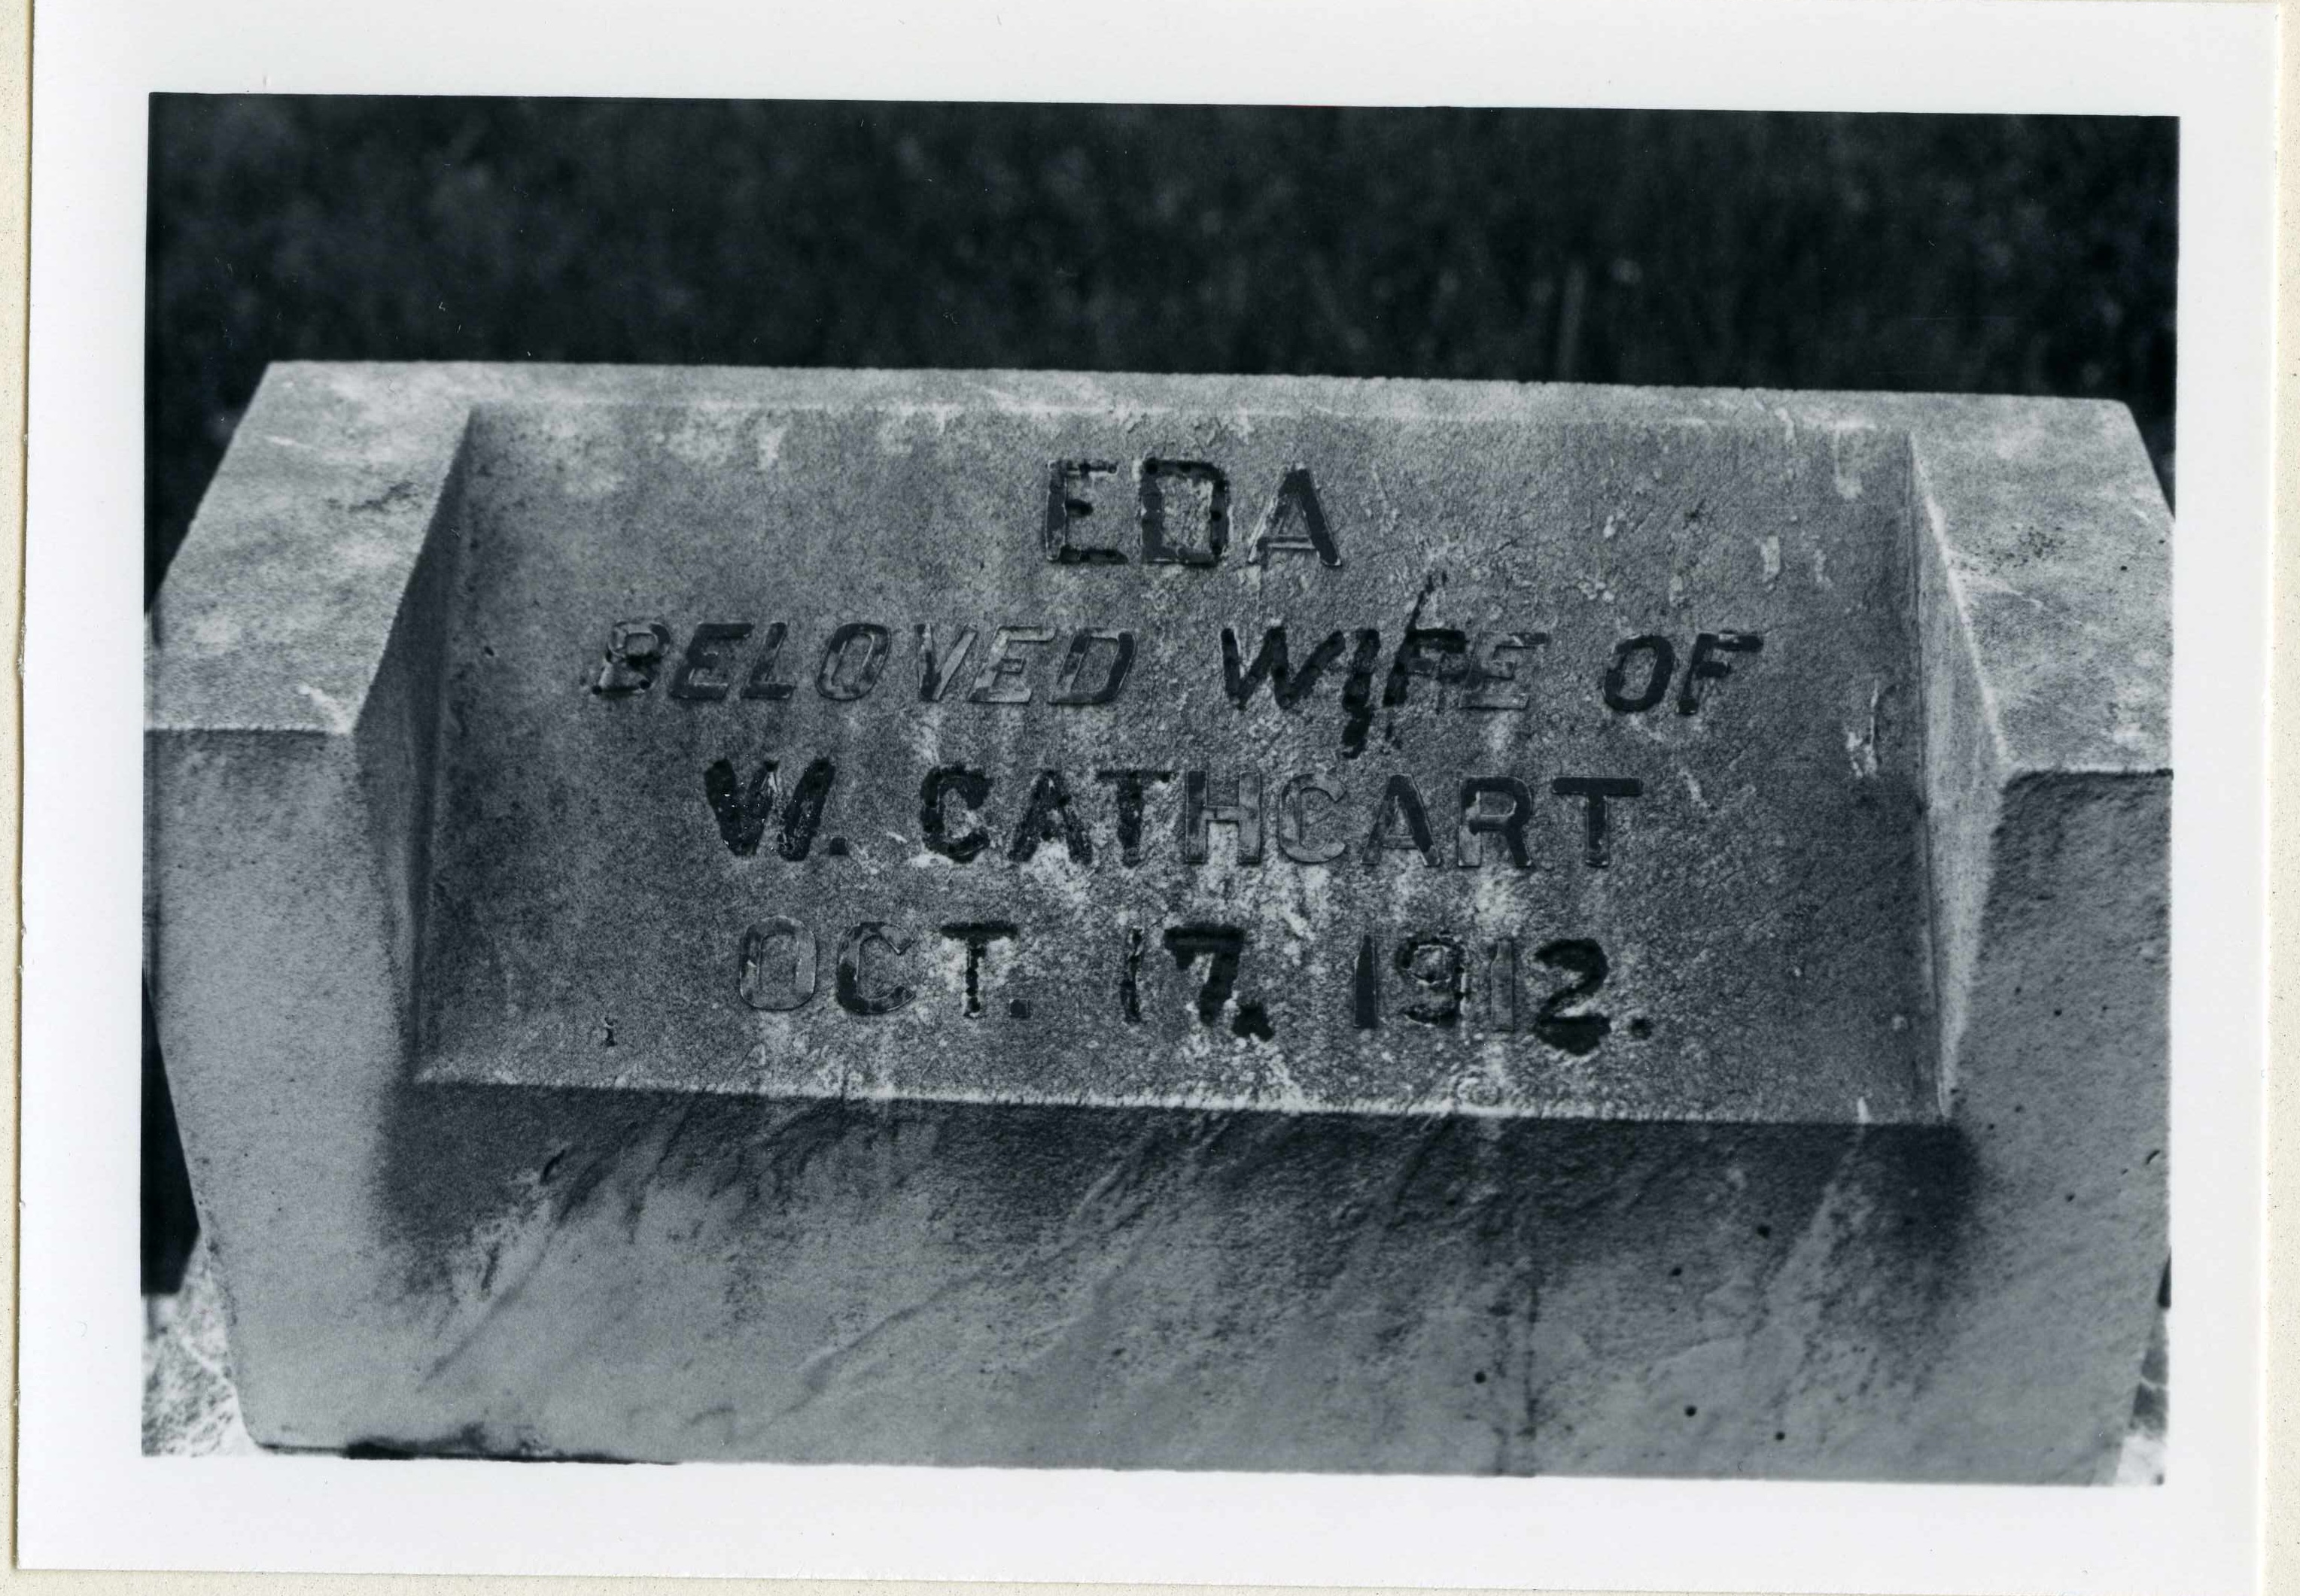 EDA
BELOVED WIFE OF
W. CATHCART
OCT. 17, 1912.